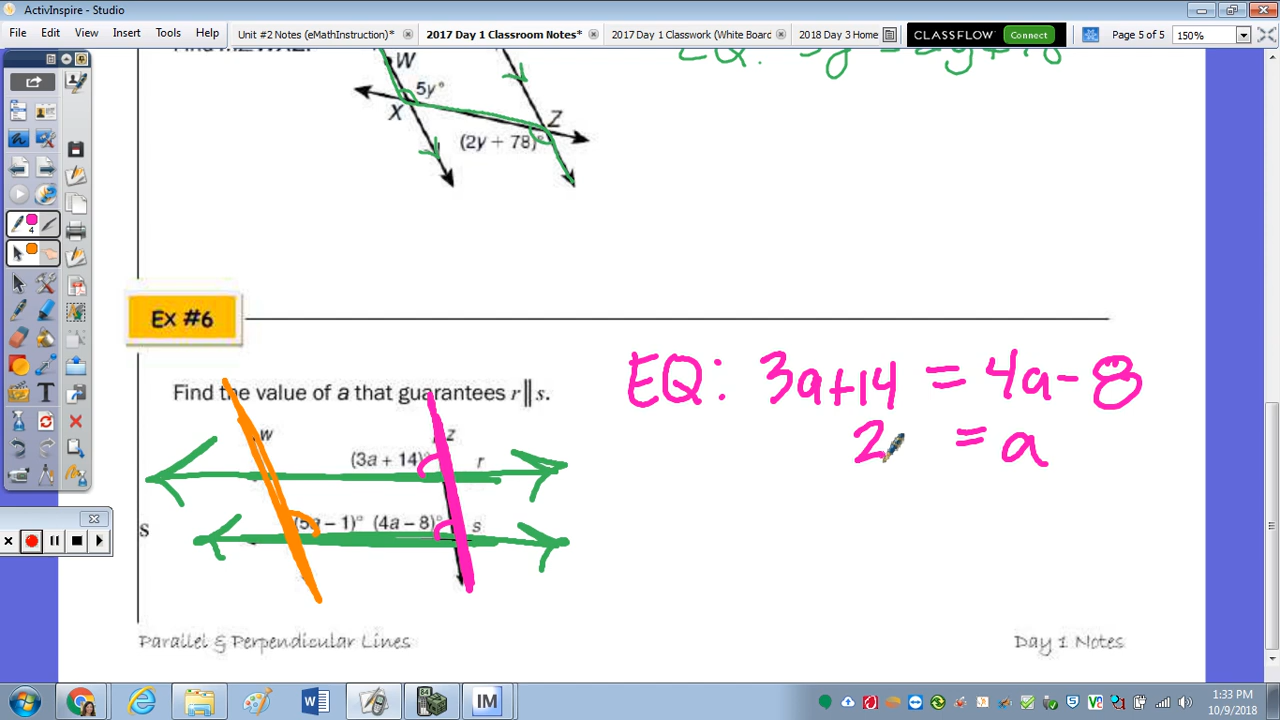 ActivInspire - Studio
File Edit View Insert Tools Help
Unit #2 Notes (eMathInstruction)*
2017 Day 1 Classroom Notes*
2017 Day 1 Classwork (White Board
2018 Day 3 Home
CLASSFLOW Connect
Page 5 of 5
150%
W
5y°
X
Z
(2y + 78)°
4
Ex #6
EQ: 3a+14 = 4a-8
2 = a
Find the value of a that guarantees r || s.
w
z
(3a + 14)°
r
(5a − 1)° (4a − 8)°
s
S
Parallel & Perpendicular Lines
Day 1 Notes
IM
1:33 PM
10/9/2018